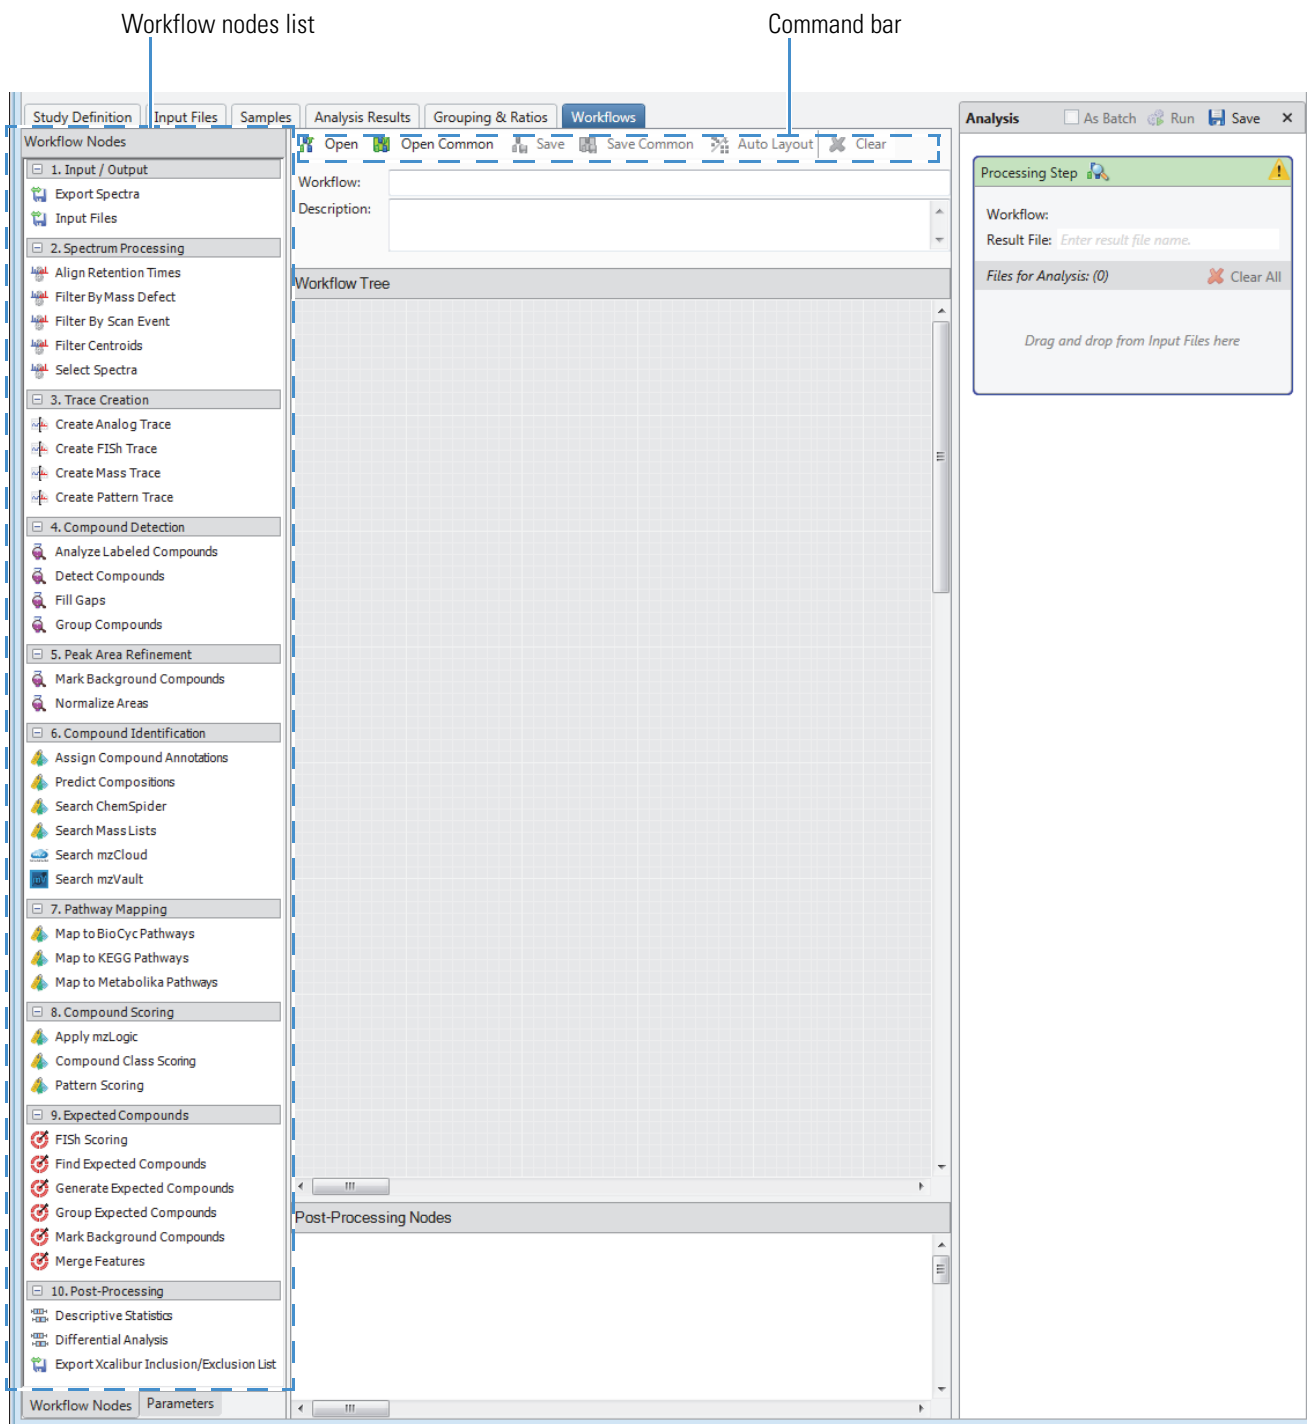 Workflow nodes list
Command bar
Study Definition
Input Files
Samples
Analysis Results
Grouping & Ratios
Workflows
Workflow Nodes
1. Input / Output
Export Spectra
Input Files
2. Spectrum Processing
Align Retention Times
Filter By Mass Defect
Filter By Scan Event
Filter Centroids
Select Spectra
3. Trace Creation
Create Analog Trace
Create FISh Trace
Create Mass Trace
Create Pattern Trace
4. Compound Detection
Analyze Labeled Compounds
Detect Compounds
Fill Gaps
Group Compounds
5. Peak Area Refinement
Mark Background Compounds
Normalize Areas
6. Compound Identification
Assign Compound Annotations
Predict Compositions
Search ChemSpider
Search Mass Lists
Search mzCloud
Search mzVault
7. Pathway Mapping
Map to BioCyc Pathways
Map to KEGG Pathways
Map to Metabolika Pathways
8. Compound Scoring
Apply mzLogic
Compound Class Scoring
Pattern Scoring
9. Expected Compounds
FISh Scoring
Find Expected Compounds
Generate Expected Compounds
Group Expected Compounds
Mark Background Compounds
Merge Features
10. Post-Processing
Descriptive Statistics
Differential Analysis
Export Xcalibur Inclusion/Exclusion List
Workflow Nodes
Parameters
Open
Open Common
Save
Save Common
Auto Layout
Clear
Workflow:
Description:
Workflow Tree
Post-Processing Nodes
Analysis
As Batch
Run
Save
Processing Step
Workflow:
Result File: Enter result file name.
Files for Analysis: (0)
Clear All
Drag and drop from Input Files here